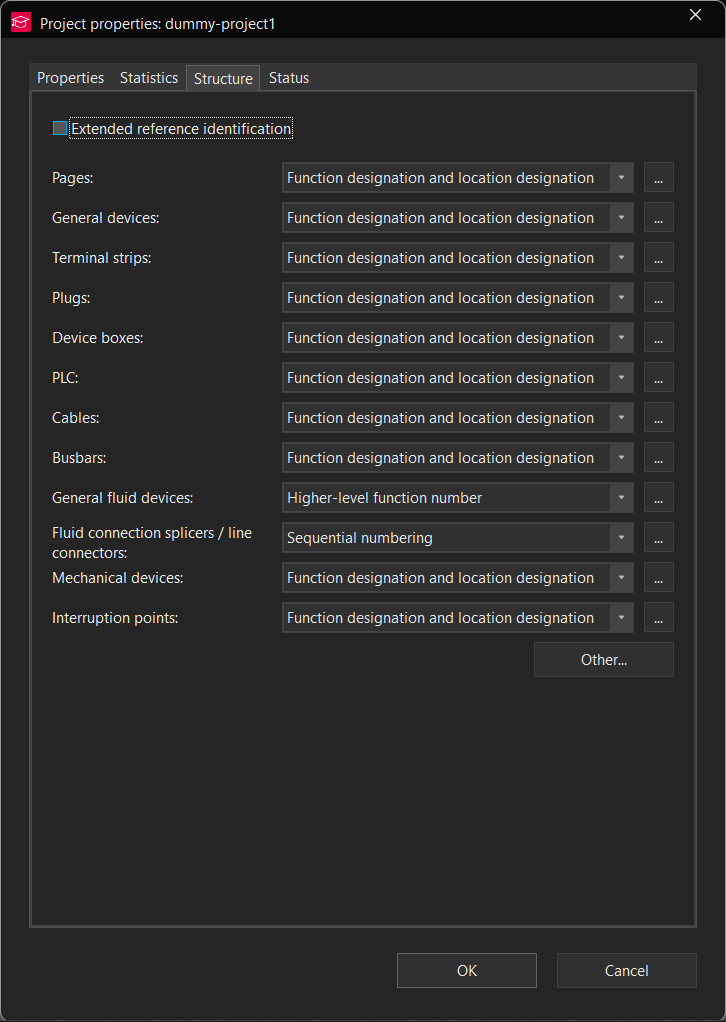 Project properties: dummy-project1
Properties Statistics Structure Status
Extended reference identification
Pages: Function designation and location designation ...
General devices: Function designation and location designation ...
Terminal strips: Function designation and location designation ...
Plugs: Function designation and location designation ...
Device boxes: Function designation and location designation ...
PLC: Function designation and location designation ...
Cables: Function designation and location designation ...
Busbars: Function designation and location designation ...
General fluid devices: Higher-level function number ...
Fluid connection splicers / line
connectors: Sequential numbering ...
Mechanical devices: Function designation and location designation ...
Interruption points: Function designation and location designation ...
Other...
OK Cancel